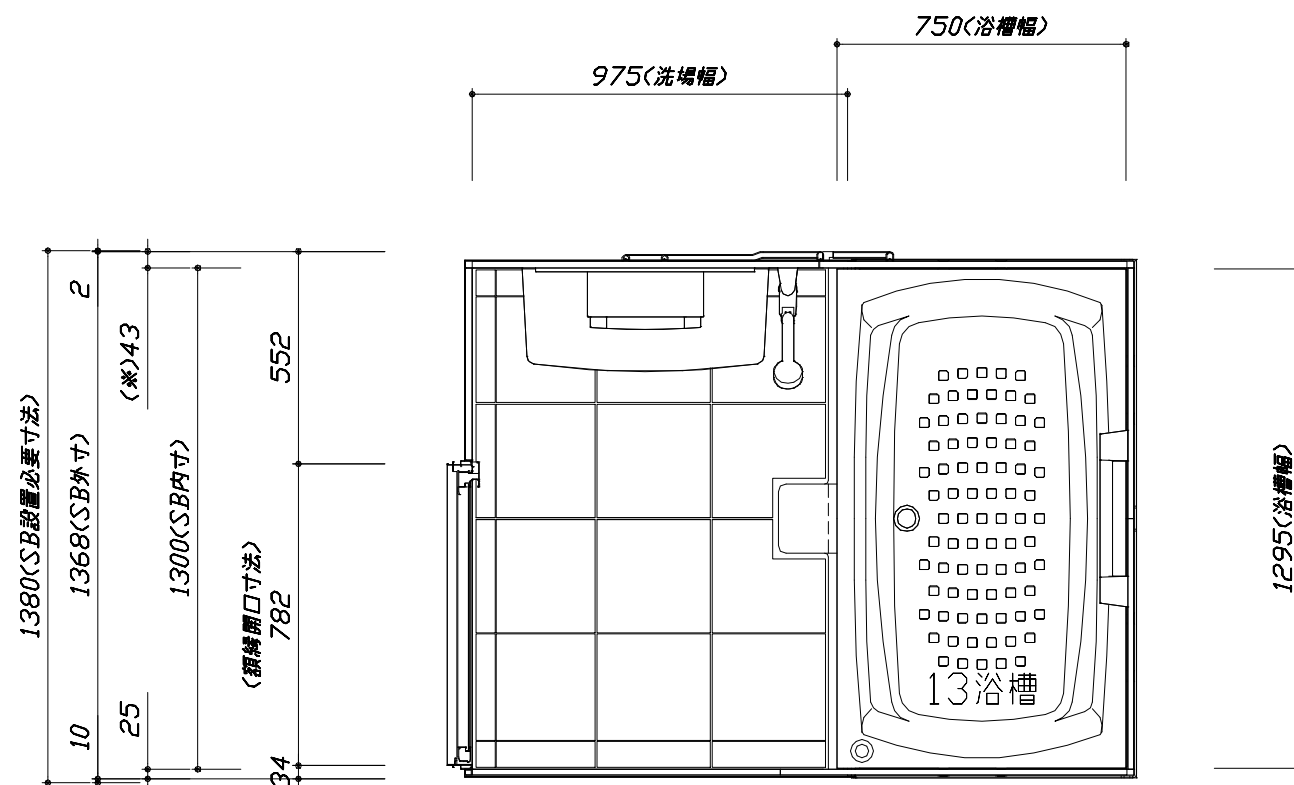 750(浴槽幅)
975(洗場幅)
1380(SB設置必要寸法)
2
1368(SB外寸)
10
(※)43
25
1300(SB内寸)
(額縁開口寸法)
552
782
34
13浴槽
1295(浴槽幅)